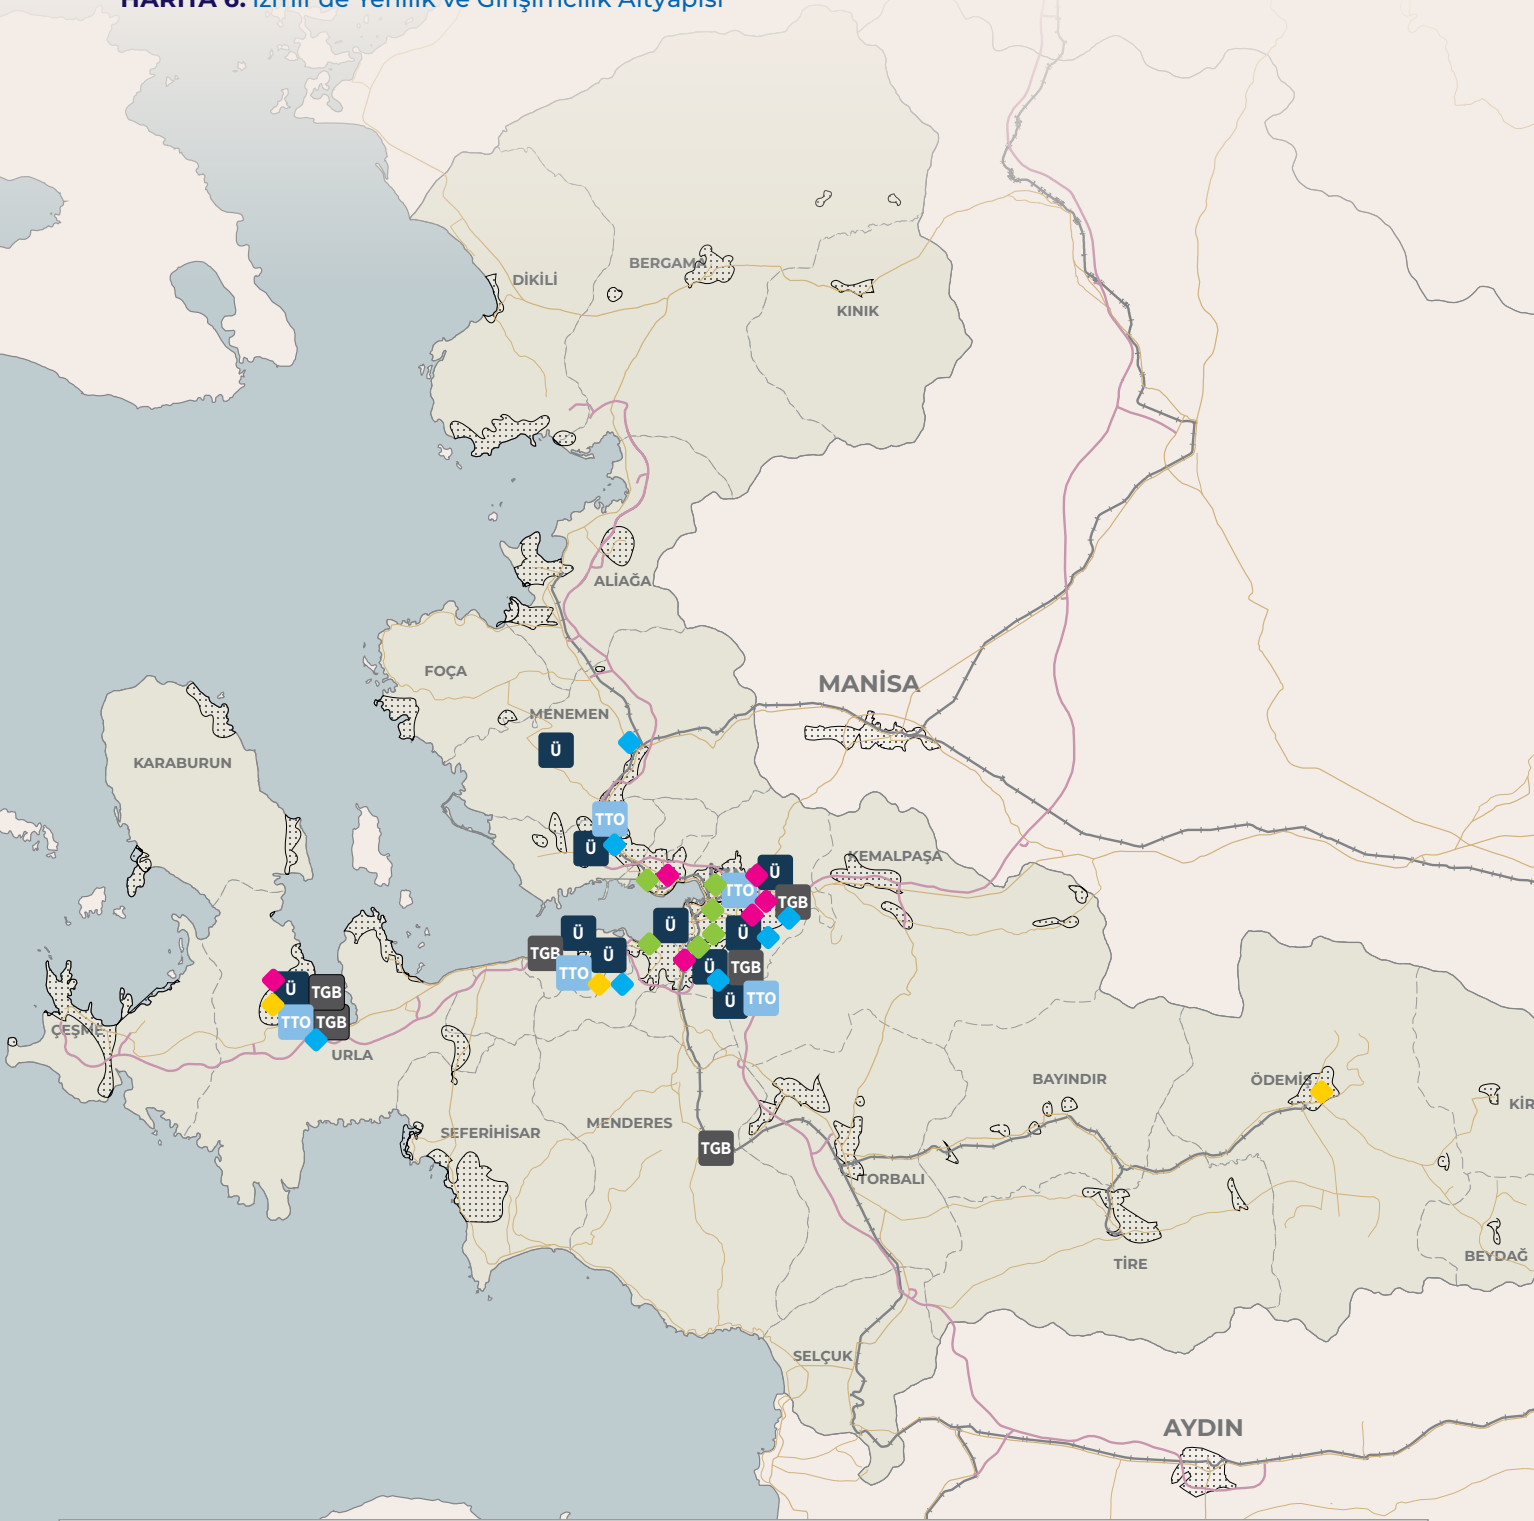 HARİTA 6. İzmir'de Yenilik ve Girişimcilik Altyapısı
DİKİLİ
BERGAMA
KINIK
ALİAĞA
FOÇA
MANİSA
MENEMEN
Ü
KARABURUN
TTO
Ü
KEMALPAŞA
Ü
TTO
TGB
Ü
Ü
Ü
TGB
Ü
TTO
Ü
TGB
Ü
TTO
Ü
TGB
TTO
TGB
ÇEŞME
URLA
BAYINDIR
ÖDEMİŞ
KİR
MENDERES
SEFERİHİSAR
TGB
TORBALI
TİRE
BEYDAĞ
SELÇUK
AYDIN